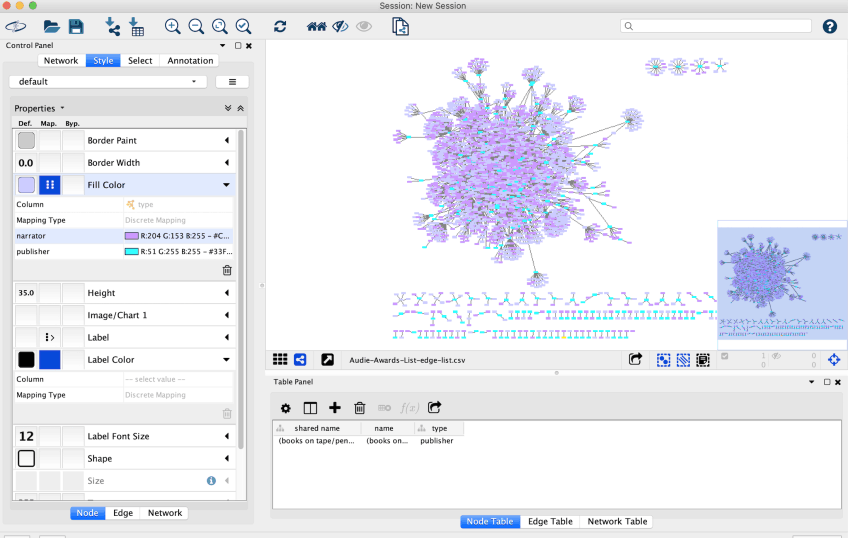 Session: New Session
Control Panel
Network Style Select Annotation
default
Properties
Def. Map. Byp.
Border Paint
0.0 Border Width
Fill Color
Column type
Mapping Type Discrete Mapping
narrator R:204 G:153 B:255 - #C...
publisher R:51 G:255 B:255 - #33F...
35.0 Height
Image/Chart 1
Label
Label Color
Column -- select value --
Mapping Type Discrete Mapping
12 Label Font Size
Shape
Size
Node Edge Network
Audie-Awards-List-edge-list.csv
1 0
0 0
Table Panel
f(x)
shared name name type
(books on tape/pen... (books on... publisher
Node Table Edge Table Network Table